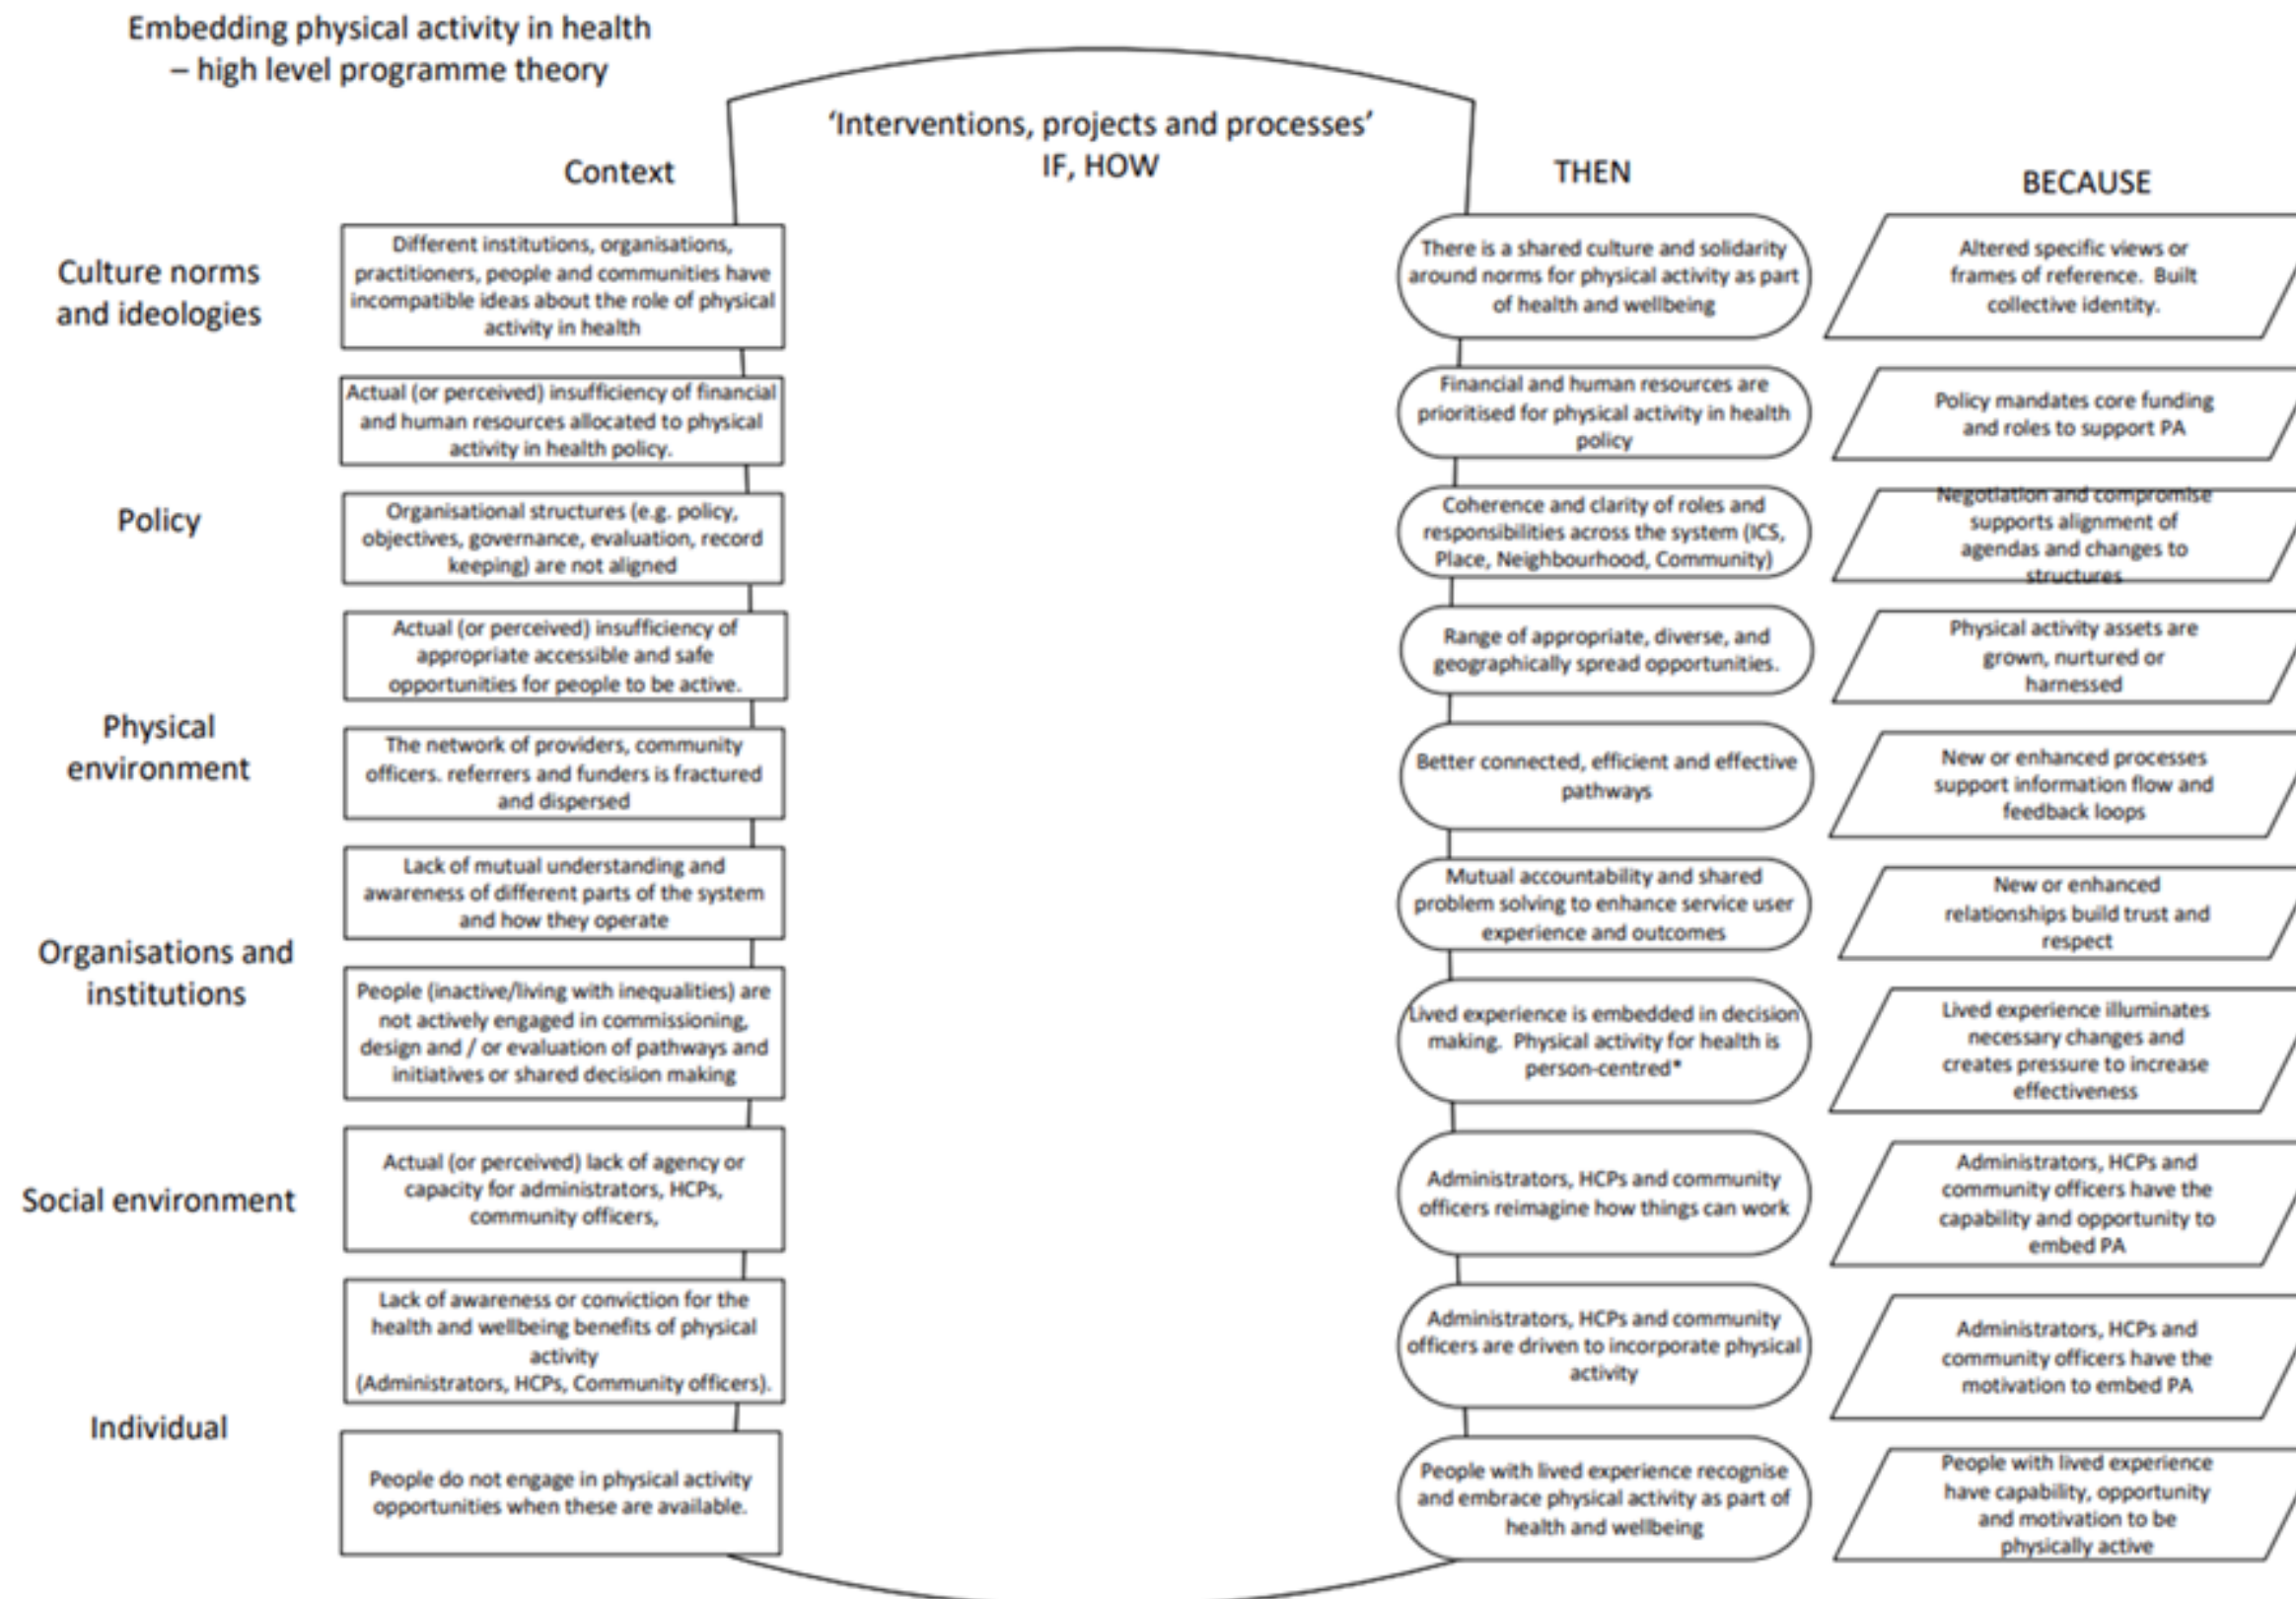 Embedding physical activity in health
– high level programme theory
‘Interventions, projects and processes’
IF, HOW
Context
THEN
BECAUSE
Culture norms
and ideologies
Different institutions, organisations,
practitioners, people and communities have
incompatible ideas about the role of physical
activity in health
There is a shared culture and solidarity
around norms for physical activity as part
of health and wellbeing
Altered specific views or
frames of reference.  Built
collective identity.
Actual (or perceived) insufficiency of financial
and human resources allocated to physical
activity in health policy.
Financial and human resources are
prioritised for physical activity in health
policy
Policy mandates core funding
and roles to support PA
Policy
Organisational structures (e.g. policy,
objectives, governance, evaluation, record
keeping) are not aligned
Coherence and clarity of roles and
responsibilities across the system (ICS,
Place, Neighbourhood, Community)
Negotiation and compromise
supports alignment of
agendas and changes to
structures
Actual (or perceived) insufficiency of
appropriate accessible and safe
opportunities for people to be active.
Range of appropriate, diverse, and
geographically spread opportunities.
Physical activity assets are
grown, nurtured or
harnessed
Physical
environment
The network of providers, community
officers. referrers and funders is fractured
and dispersed
Better connected, efficient and effective
pathways
New or enhanced processes
support information flow and
feedback loops
Lack of mutual understanding and
awareness of different parts of the system
and how they operate
Mutual accountability and shared
problem solving to enhance service user
experience and outcomes
New or enhanced
relationships build trust and
respect
Organisations and
institutions
People (inactive/living with inequalities) are
not actively engaged in commissioning,
design and / or evaluation of pathways and
initiatives or shared decision making
Lived experience is embedded in decision
making.  Physical activity for health is
person-centred*
Lived experience illuminates
necessary changes and
creates pressure to increase
effectiveness
Social environment
Actual (or perceived) lack of agency or
capacity for administrators, HCPs,
community officers,
Administrators, HCPs and community
officers reimagine how things can work
Administrators, HCPs and
community officers have the
capability and opportunity to
embed PA
Lack of awareness or conviction for the
health and wellbeing benefits of physical
activity
(Administrators, HCPs, Community officers).
Administrators, HCPs and community
officers are driven to incorporate physical
activity
Administrators, HCPs and
community officers have the
motivation to embed PA
Individual
People do not engage in physical activity
opportunities when these are available.
People with lived experience recognise
and embrace physical activity as part of
health and wellbeing
People with lived experience
have capability, opportunity
and motivation to be
physically active